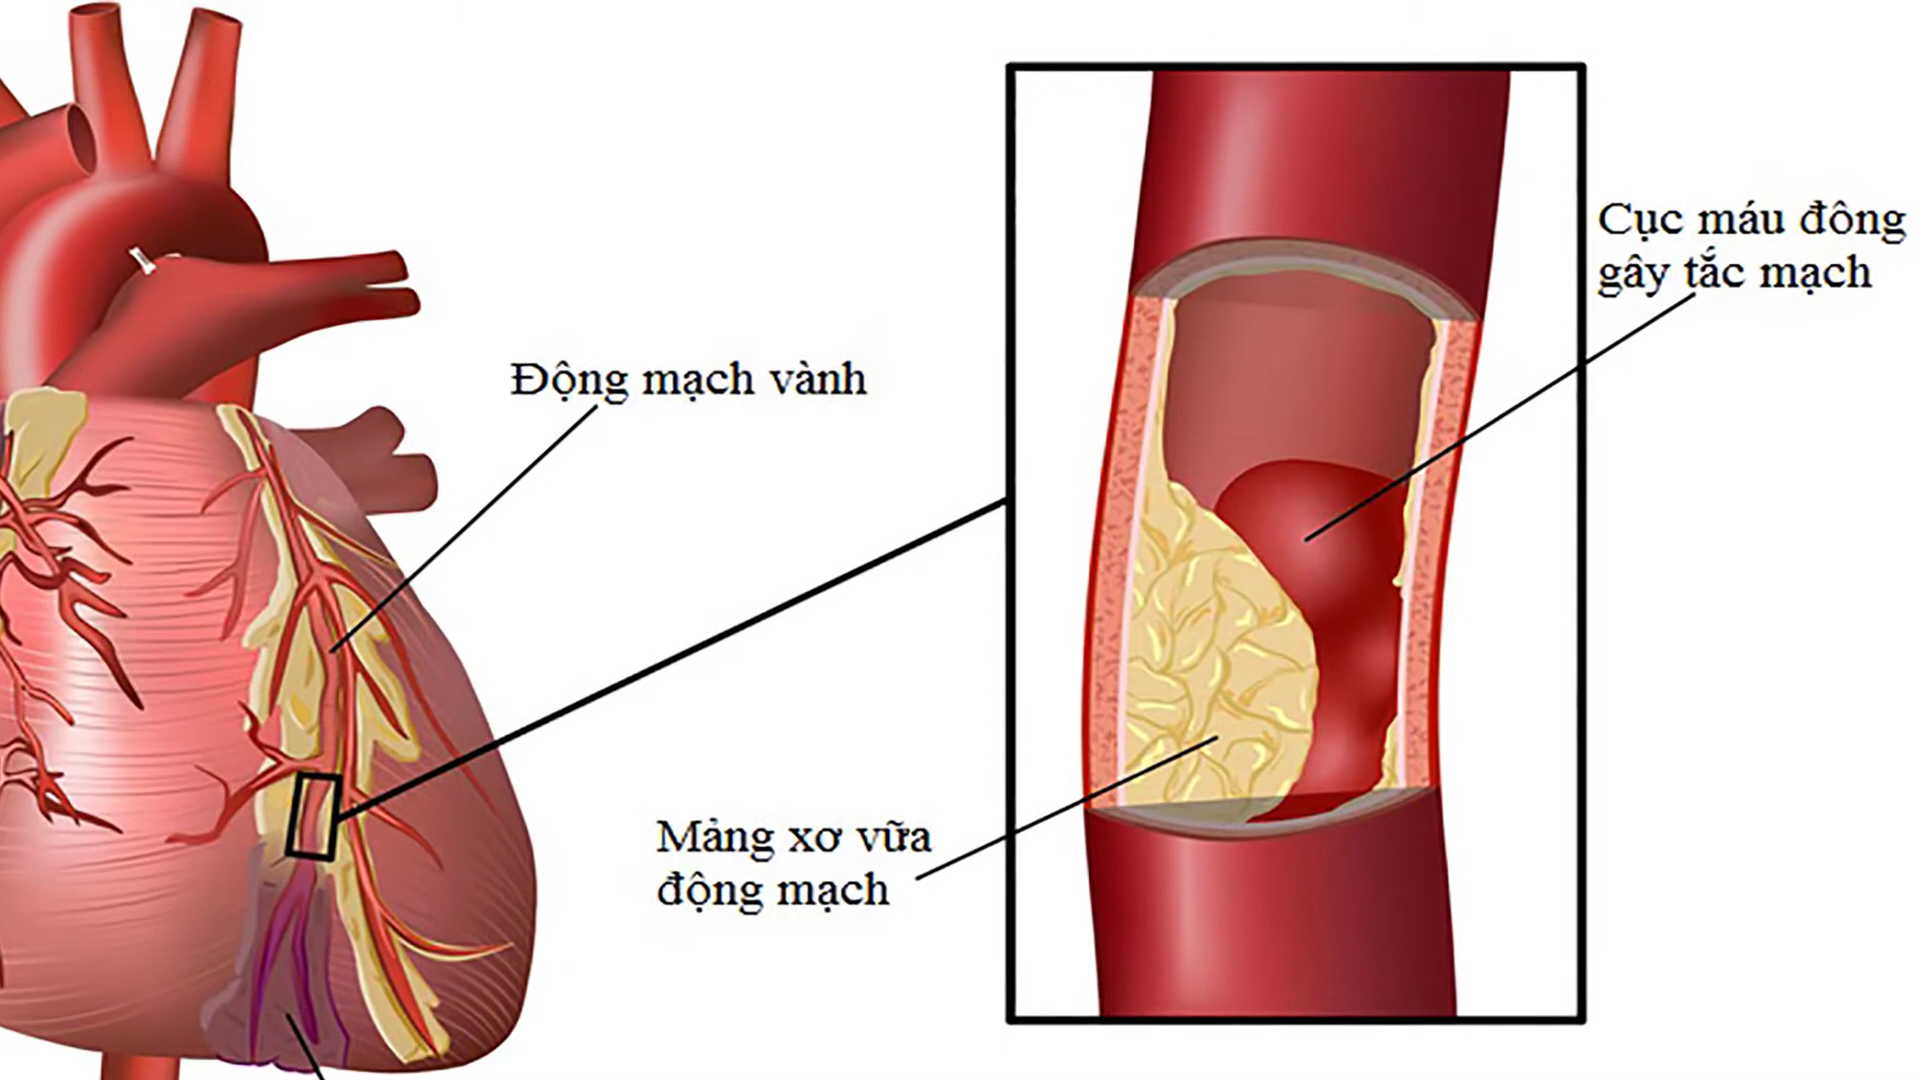 Cục máu đông
gây tắc mạch
Động mạch vành
Mảng xơ vữa
động mạch